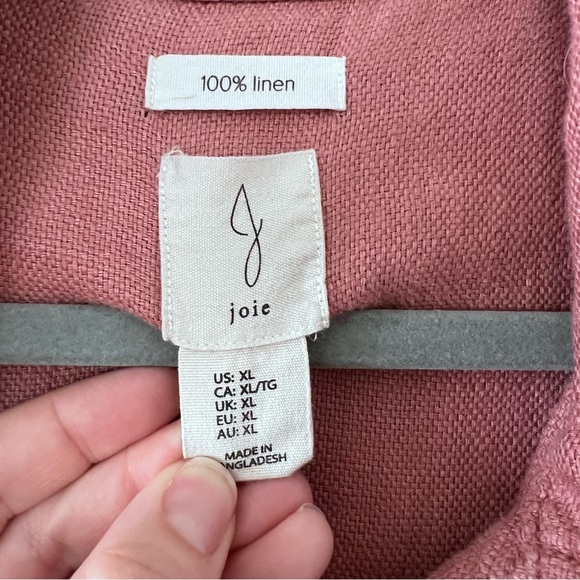 100% linen
joie
US: XL
CA: XL/TG
UK: XL
EU: XL
AU: XL
MADE IN
BANGLADESH